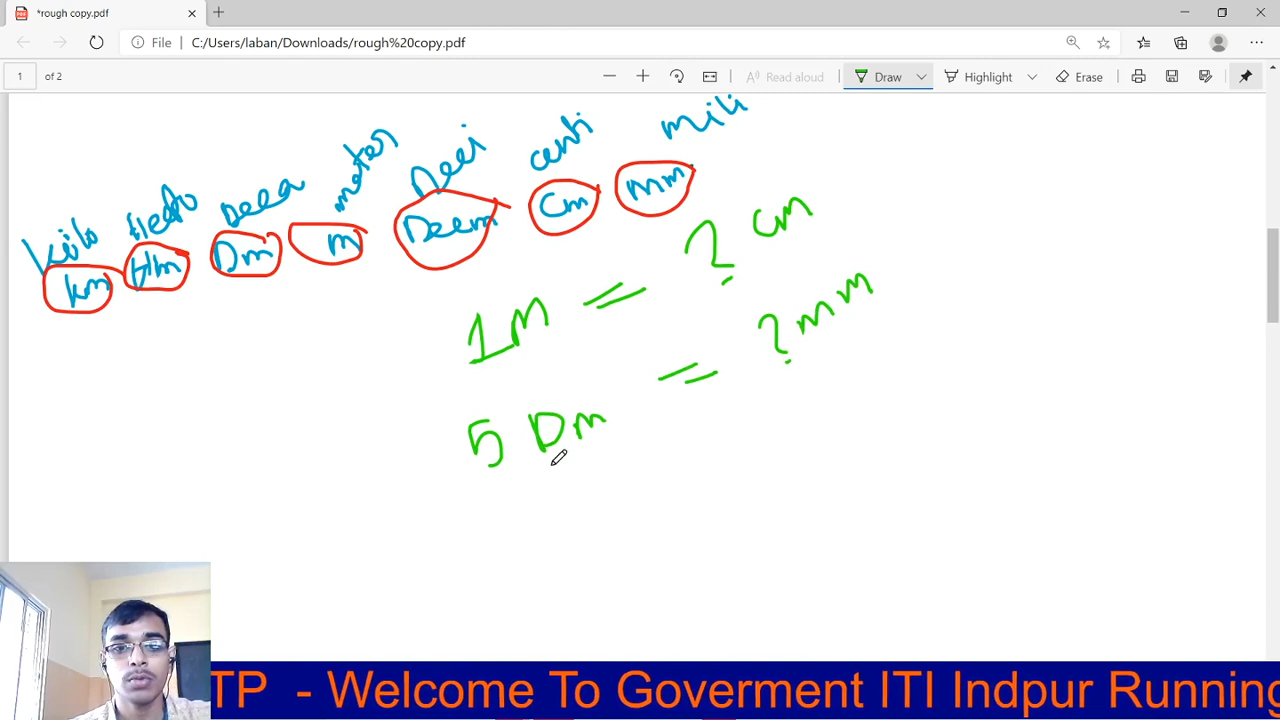 *rough copy.pdf
File C:/Users/laban/Downloads/rough%20copy.pdf
1 of 2 Read aloud Draw Highlight Erase
kilo Hecto Deca meter Deci centi mili
km Hm Dm m Decm Cm Mm
1M = ? cm
5 Dm = ? mm
TP - Welcome To Goverment ITI Indpur Running